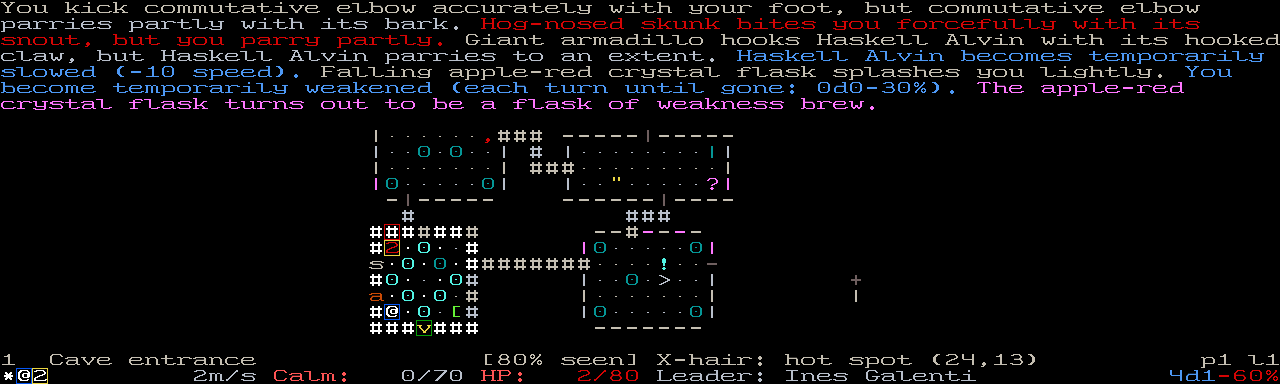 You kick commutative elbow accurately with your foot, but commutative elbow
parries partly with its bark. Hog-nosed skunk bites you forcefully with its
snout, but you parry partly. Giant armadillo hooks Haskell Alvin with its hooked
claw, but Haskell Alvin parries to an extent. Haskell Alvin becomes temporarily
slowed (-10 speed). Falling apple-red crystal flask splashes you lightly. You
become temporarily weakened (each turn until gone: 0d0-30%). The apple-red
crystal flask turns out to be a flask of weakness brew.
1 Cave entrance [80% seen] X-hair: hot spot (24,13) p1 l1
*@2 2m/s Calm: 0/70 HP: 2/80 Leader: Ines Galenti 4d1-60%